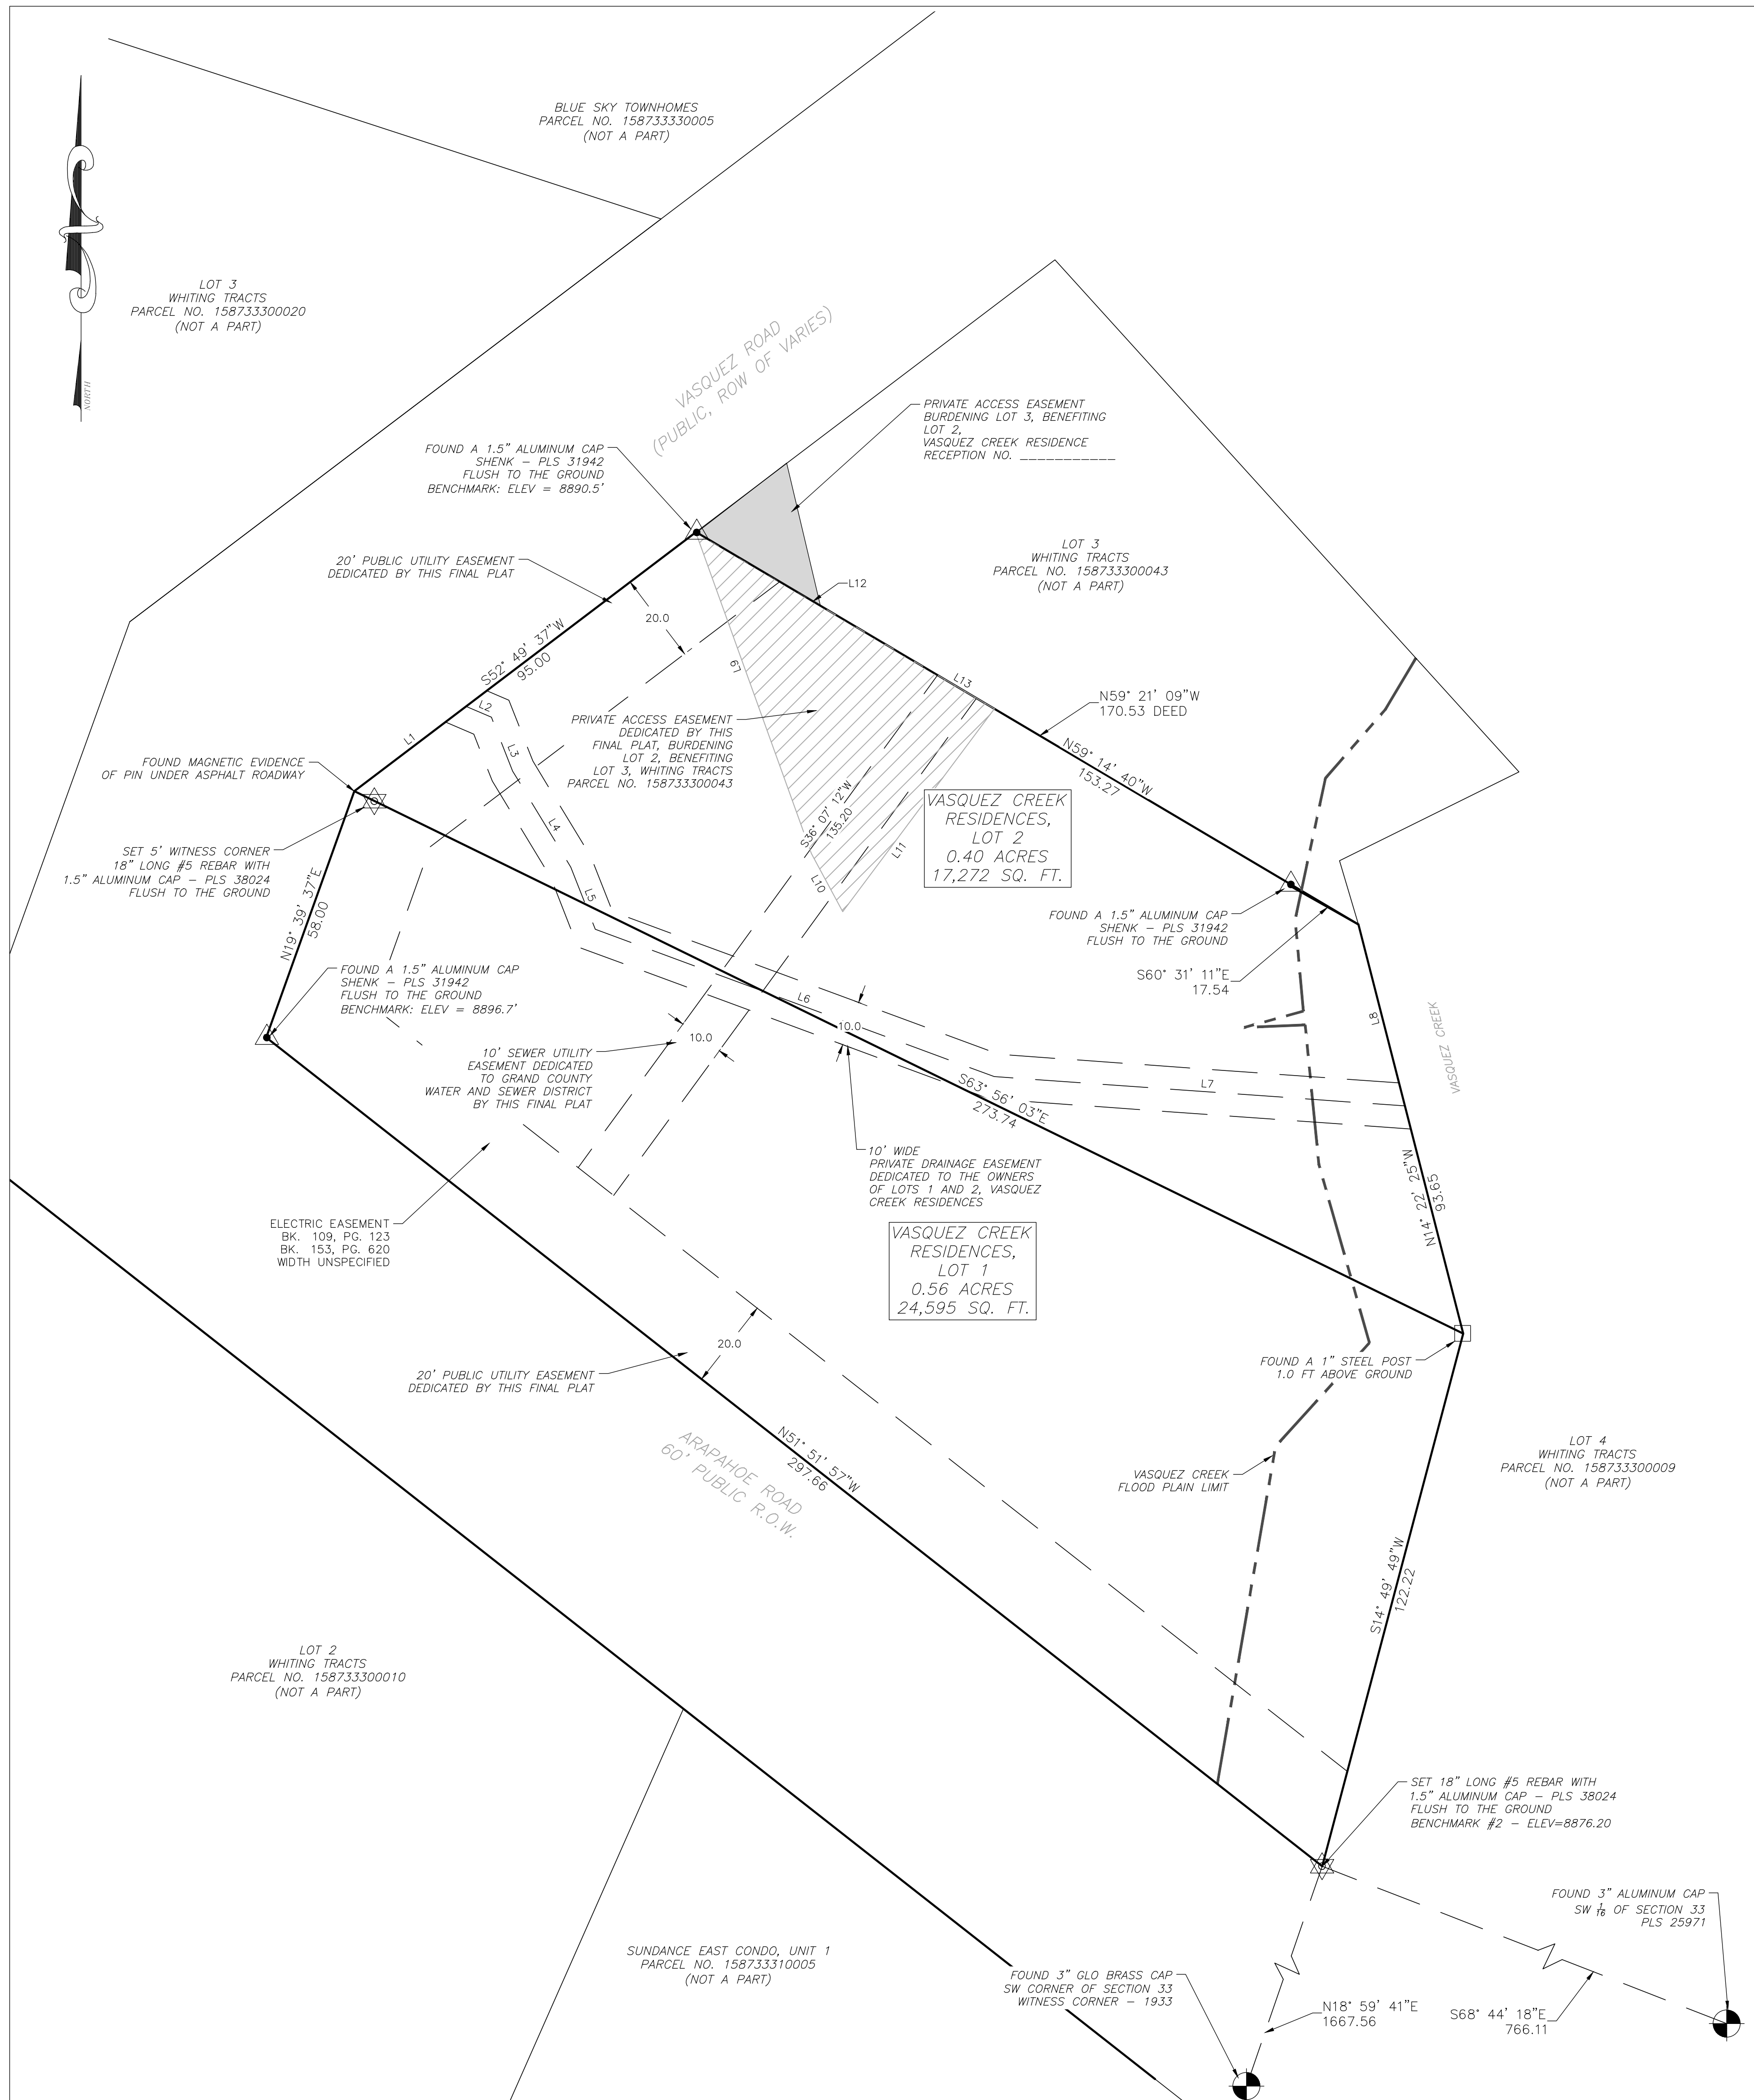 BLUE SKY TOWNHOMES
PARCEL NO. 158733330005
(NOT A PART)
NORTH
LOT 3
WHITING TRACTS
PARCEL NO. 158733300020
(NOT A PART)
VASQUEZ ROAD
(PUBLIC, ROW OF VARIES)
PRIVATE ACCESS EASEMENT
BURDENING LOT 3, BENEFITING
LOT 2,
VASQUEZ CREEK RESIDENCE
RECEPTION NO. ___________
FOUND A 1.5" ALUMINUM CAP
SHENK – PLS 31942
FLUSH TO THE GROUND
BENCHMARK: ELEV = 8890.5'
20' PUBLIC UTILITY EASEMENT
DEDICATED BY THIS FINAL PLAT
LOT 3
WHITING TRACTS
PARCEL NO. 158733300043
(NOT A PART)
L12
20.0
S52° 49' 37"W
95.00
L9
L13
N59° 21' 09"W
170.53 DEED
L2
L1
L3
PRIVATE ACCESS EASEMENT
DEDICATED BY THIS
FINAL PLAT, BURDENING
LOT 2, BENEFITING
LOT 3, WHITING TRACTS
PARCEL NO. 158733300043
FOUND MAGNETIC EVIDENCE
OF PIN UNDER ASPHALT ROADWAY
N59° 14' 40"W
153.27
L4
S36° 07' 12"W
135.20
L11
L10
L5
VASQUEZ CREEK
RESIDENCES,
LOT 2
0.40 ACRES
17,272 SQ. FT.
SET 5' WITNESS CORNER
18" LONG #5 REBAR WITH
1.5" ALUMINUM CAP – PLS 38024
FLUSH TO THE GROUND
N19° 39' 37"E
58.00
FOUND A 1.5" ALUMINUM CAP
SHENK – PLS 31942
FLUSH TO THE GROUND
S60° 31' 11"E
17.54
FOUND A 1.5" ALUMINUM CAP
SHENK – PLS 31942
FLUSH TO THE GROUND
BENCHMARK: ELEV = 8896.7'
L6
10.0
10.0
L8
VASQUEZ CREEK
10' SEWER UTILITY
EASEMENT DEDICATED
TO GRAND COUNTY
WATER AND SEWER DISTRICT
BY THIS FINAL PLAT
L7
S63° 56' 03"E
273.74
10' WIDE
PRIVATE DRAINAGE EASEMENT
DEDICATED TO THE OWNERS
OF LOTS 1 AND 2, VASQUEZ
CREEK RESIDENCES
N14° 22' 25"W
93.65
ELECTRIC EASEMENT
BK. 109, PG. 123
BK. 153, PG. 620
WIDTH UNSPECIFIED
VASQUEZ CREEK
RESIDENCES,
LOT 1
0.56 ACRES
24,595 SQ. FT.
20.0
20' PUBLIC UTILITY EASEMENT
DEDICATED BY THIS FINAL PLAT
FOUND A 1" STEEL POST
1.0 FT ABOVE GROUND
ARAPAHOE ROAD
60' PUBLIC R.O.W.
N51° 51' 57"W
297.66
VASQUEZ CREEK
FLOOD PLAIN LIMIT
LOT 4
WHITING TRACTS
PARCEL NO. 158733300009
(NOT A PART)
S14° 49' 49"W
122.22
LOT 2
WHITING TRACTS
PARCEL NO. 158733300010
(NOT A PART)
SET 18" LONG #5 REBAR WITH
1.5" ALUMINUM CAP – PLS 38024
FLUSH TO THE GROUND
BENCHMARK #2 – ELEV=8876.20
FOUND 3" ALUMINUM CAP
SW 1/16 OF SECTION 33
PLS 25971
SUNDANCE EAST CONDO, UNIT 1
PARCEL NO. 158733310005
(NOT A PART)
FOUND 3" GLO BRASS CAP
SW CORNER OF SECTION 33
WITNESS CORNER – 1933
N18° 59' 41"E
1667.56
S68° 44' 18"E
766.11